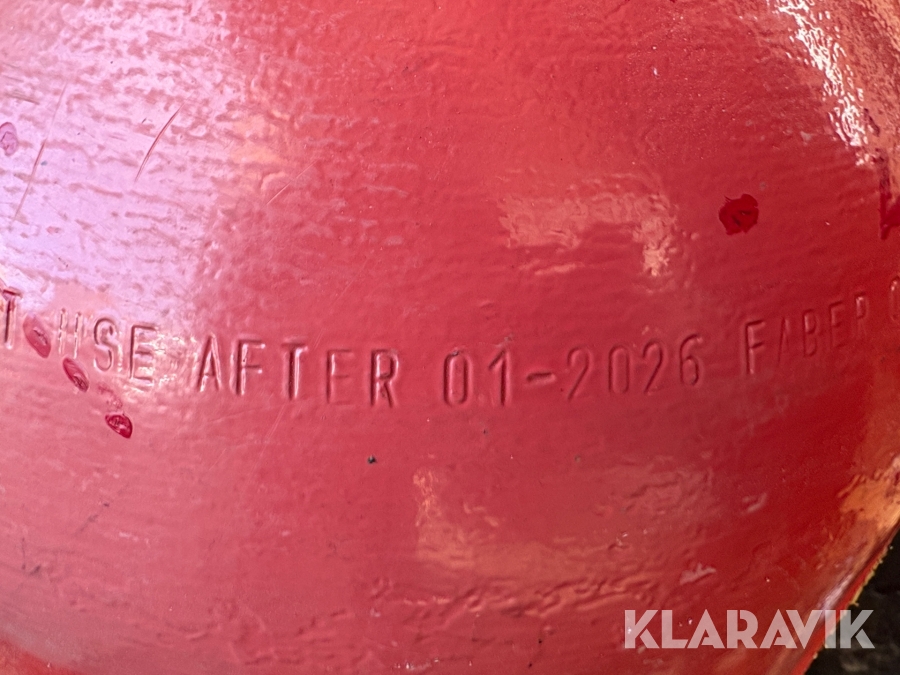 T USE AFTER 01-2026 FABER
KLARAVIK